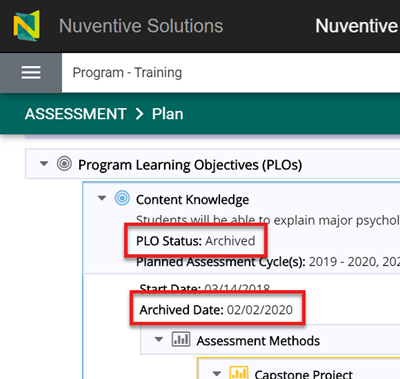 Nuventive Solutions
Nuventive
Program - Training
ASSESSMENT > Plan
Program Learning Objectives (PLOs)
Content Knowledge
Students will be able to explain major psychol
PLO Status: Archived
Planned Assessment Cycle(s): 2019 - 2020, 202
Start Date: 03/14/2018
Archived Date: 02/02/2020
Assessment Methods
Capstone Project